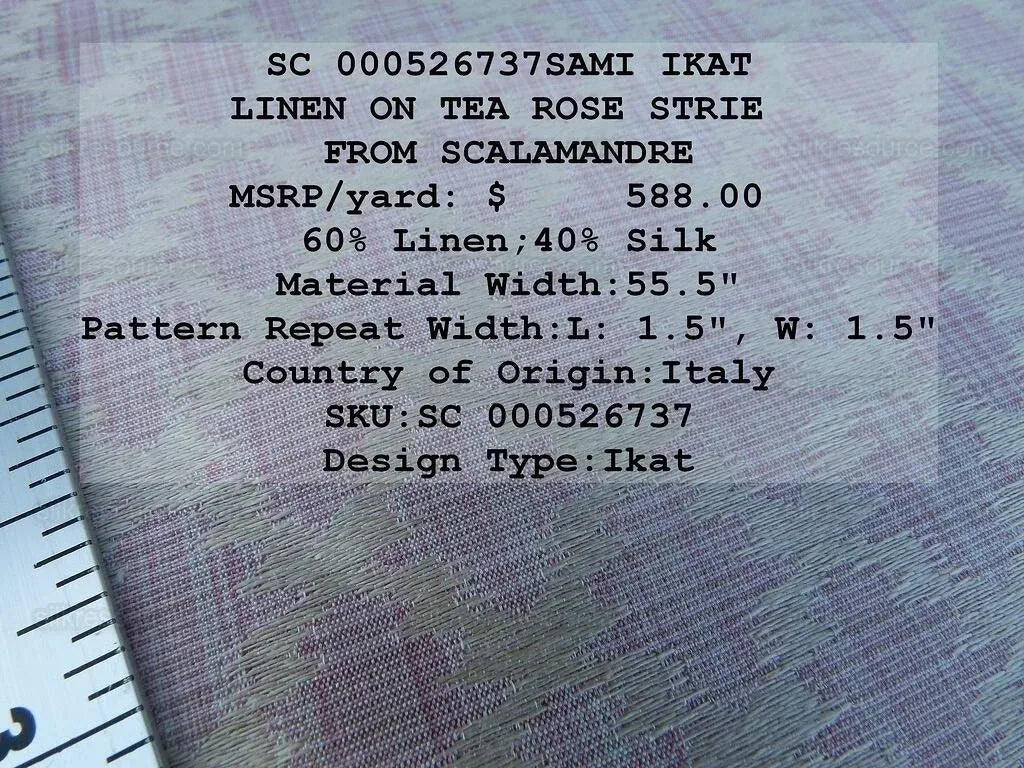 SC 000526737SAMI IKAT
LINEN ON TEA ROSE STRIE
FROM SCALAMANDRE
MSRP/yard: $ 588.00
60% Linen;40% Silk
Material Width:55.5"
Pattern Repeat Width:L: 1.5", W: 1.5"
Country of Origin:Italy
SKU:SC 000526737
Design Type:Ikat
3